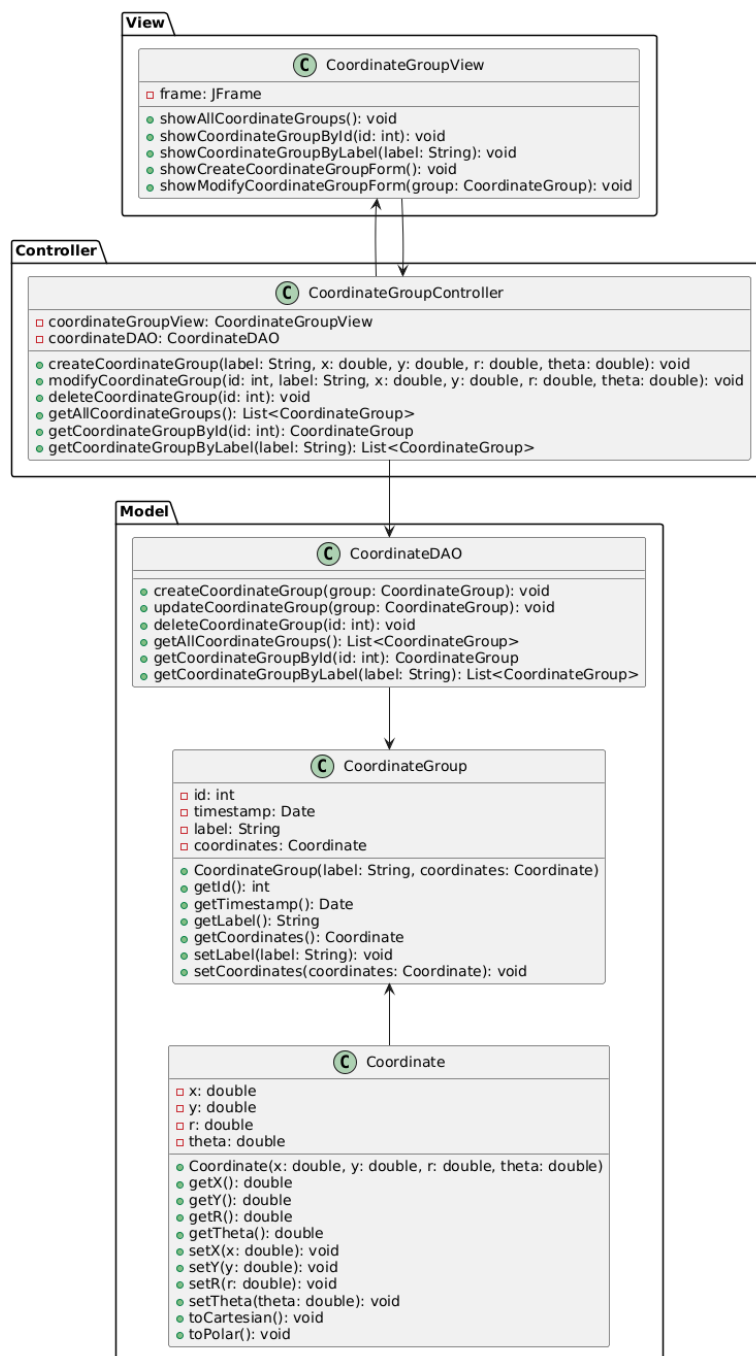 View
C CoordinateGroupView
frame: JFrame
showAllCoordinateGroups(): void
showCoordinateGroupById(id: int): void
showCoordinateGroupByLabel(label: String): void
showCreateCoordinateGroupForm(): void
showModifyCoordinateGroupForm(group: CoordinateGroup): void
Controller
C CoordinateGroupController
coordinateGroupView: CoordinateGroupView
coordinateDAO: CoordinateDAO
createCoordinateGroup(label: String, x: double, y: double, r: double, theta: double): void
modifyCoordinateGroup(id: int, label: String, x: double, y: double, r: double, theta: double): void
deleteCoordinateGroup(id: int): void
getAllCoordinateGroups(): List<CoordinateGroup>
getCoordinateGroupById(id: int): CoordinateGroup
getCoordinateGroupByLabel(label: String): List<CoordinateGroup>
Model
C CoordinateDAO
createCoordinateGroup(group: CoordinateGroup): void
updateCoordinateGroup(group: CoordinateGroup): void
deleteCoordinateGroup(id: int): void
getAllCoordinateGroups(): List<CoordinateGroup>
getCoordinateGroupById(id: int): CoordinateGroup
getCoordinateGroupByLabel(label: String): List<CoordinateGroup>
C CoordinateGroup
id: int
timestamp: Date
label: String
coordinates: Coordinate
CoordinateGroup(label: String, coordinates: Coordinate)
getId(): int
getTimestamp(): Date
getLabel(): String
getCoordinates(): Coordinate
setLabel(label: String): void
setCoordinates(coordinates: Coordinate): void
C Coordinate
x: double
y: double
r: double
theta: double
Coordinate(x: double, y: double, r: double, theta: double)
getX(): double
getY(): double
getR(): double
getTheta(): double
setX(x: double): void
setY(y: double): void
setR(r: double): void
setTheta(theta: double): void
toCartesian(): void
toPolar(): void